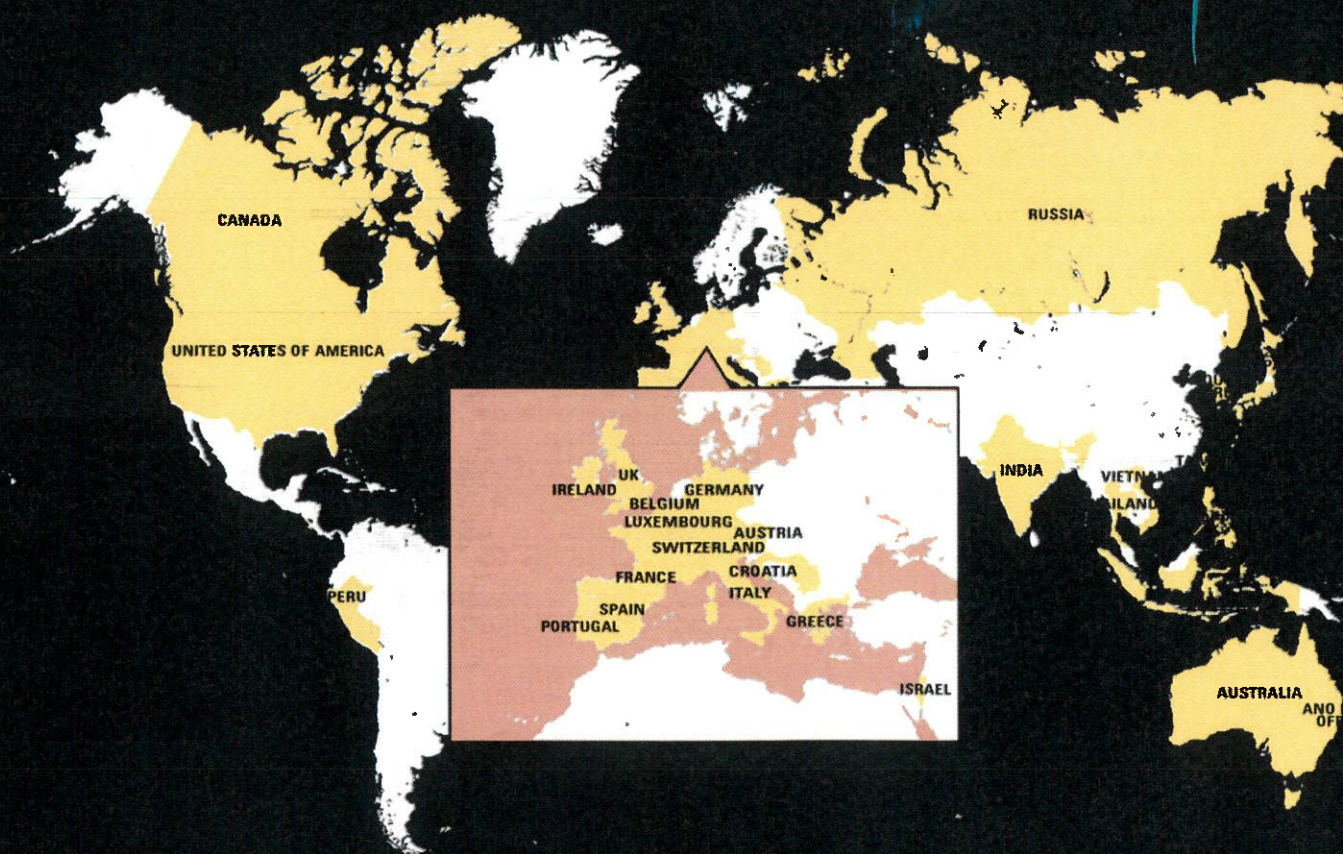 CANADA
RUSSIA
UNITED STATES OF AMERICA
INDIA
VIETNAM
PERU
UK
IRELAND
GERMANY
BELGIUM
LUXEMBOURG
AUSTRIA
SWITZERLAND
CROATIA
FRANCE
ITALY
SPAIN
GREECE
PORTUGAL
ISRAEL
AUSTRALIA